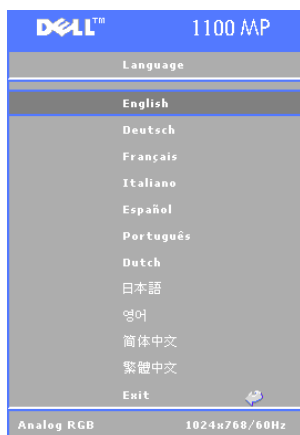 DELL™ 1100 MP
Language
English
Deutsch
Français
Italiano
Español
Português
Dutch
日本語
영어
简体中文
繁體中文
Exit
Analog RGB 1024x768/60Hz